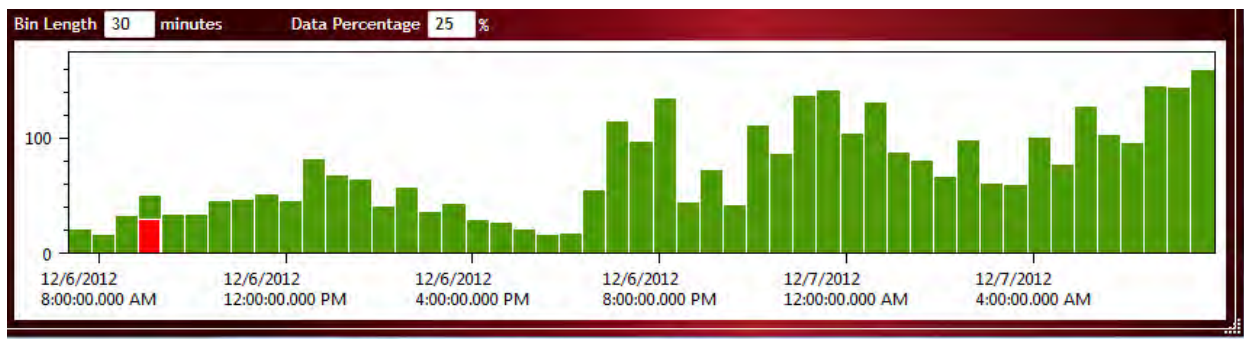 Bin Length 30 minutes Data Percentage 25 %
100
0
12/6/2012 12/6/2012 12/6/2012 12/6/2012 12/7/2012 12/7/2012
8:00:00.000 AM 12:00:00.000 PM 4:00:00.000 PM 8:00:00.000 PM 12:00:00.000 AM 4:00:00.000 AM